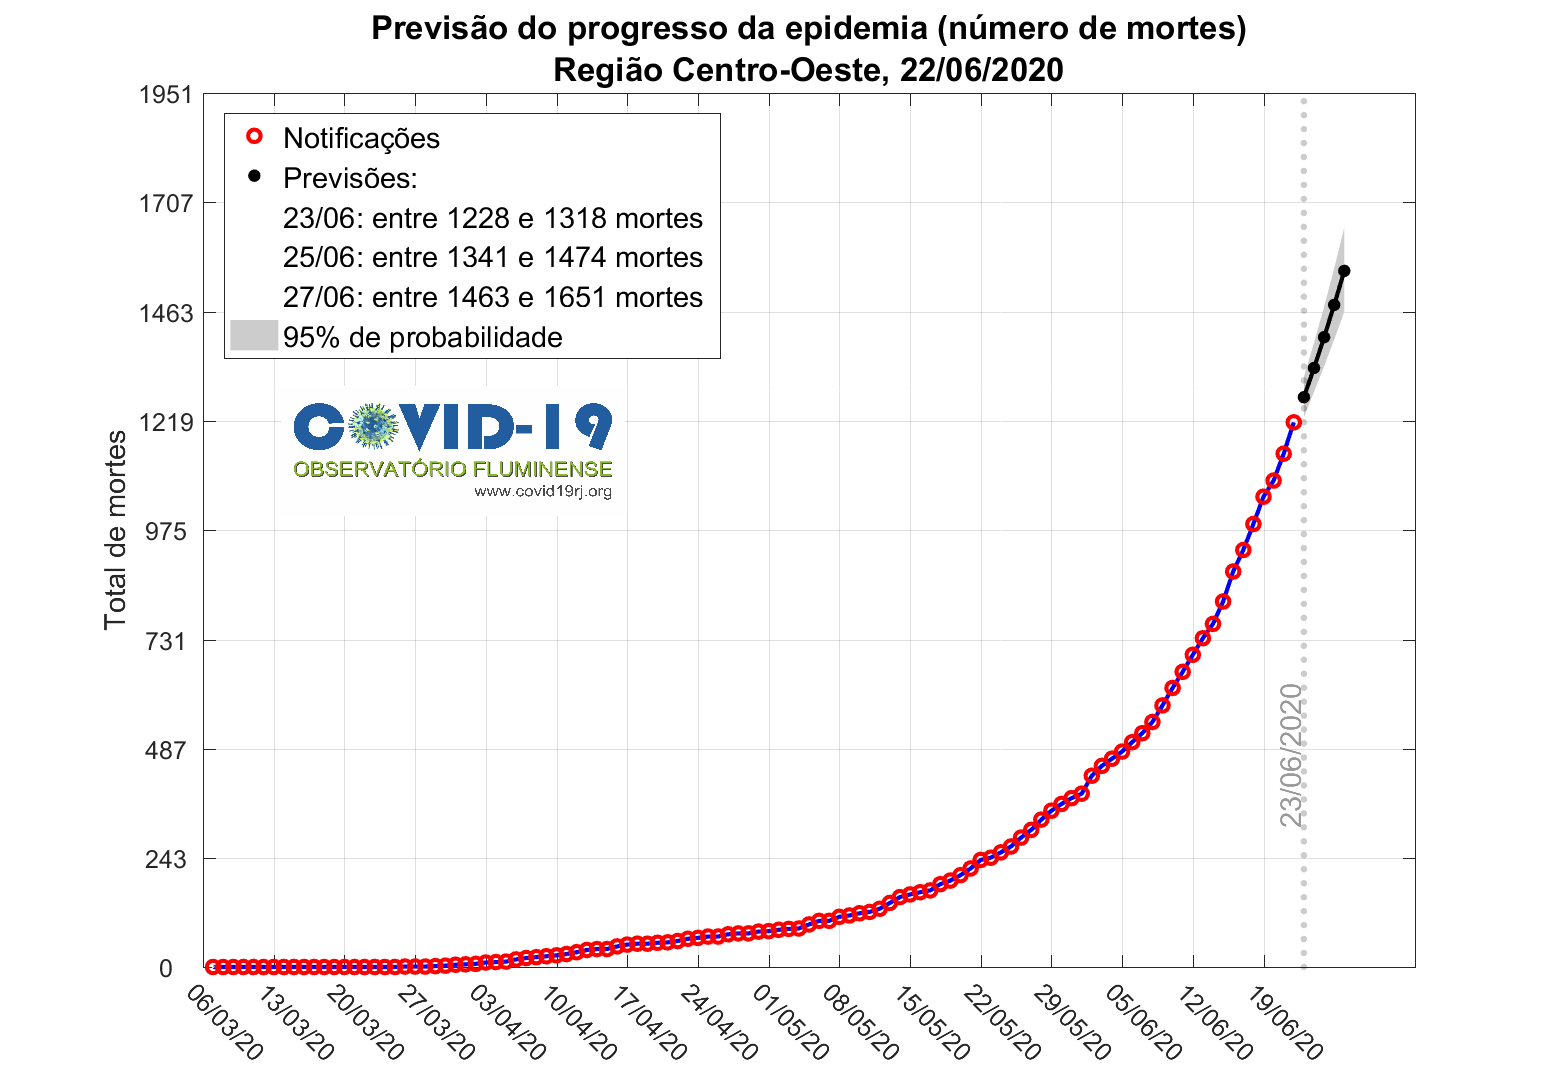 Previsão do progresso da epidemia (número de mortes)
Região Centro-Oeste, 22/06/2020
Notificações
Previsões:
23/06: entre 1228 e 1318 mortes
25/06: entre 1341 e 1474 mortes
27/06: entre 1463 e 1651 mortes
95% de probabilidade
COVID-19
OBSERVATÓRIO FLUMINENSE
www.covid19rj.org
Total de mortes
1951
1707
1463
1219
975
731
487
243
0
23/06/2020
06/03/20
13/03/20
20/03/20
27/03/20
03/04/20
10/04/20
17/04/20
24/04/20
01/05/20
08/05/20
15/05/20
22/05/20
29/05/20
05/06/20
12/06/20
19/06/20